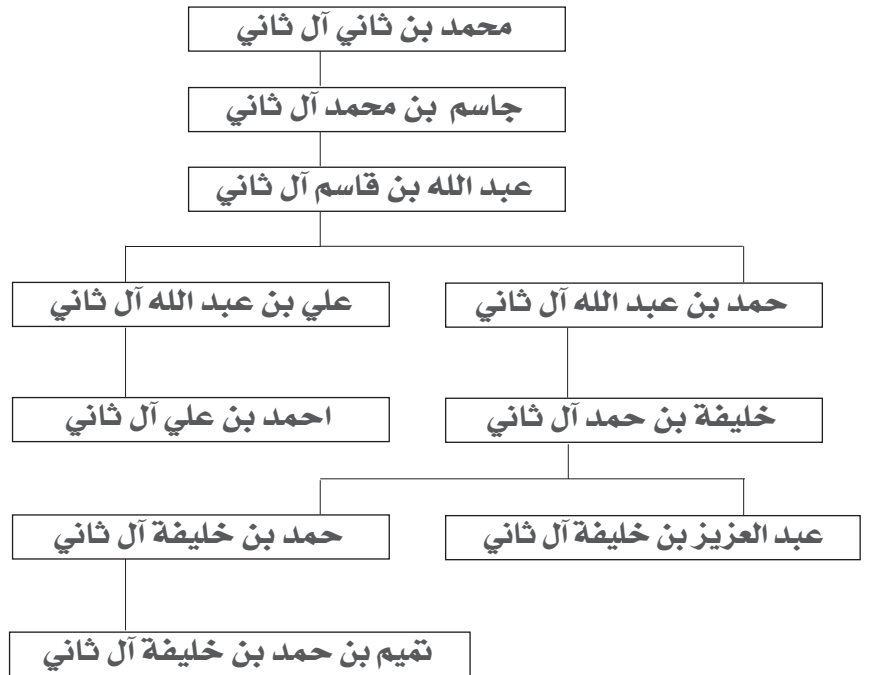 محمد بن ثاني آل ثاني
جاسم بن محمد آل ثاني
عبد الله بن قاسم آل ثاني
حمد بن عبد الله آل ثاني
علي بن عبد الله آل ثاني
خليفة بن حمد آل ثاني
احمد بن علي آل ثاني
عبد العزيز بن خليفة آل ثاني
حمد بن خليفة آل ثاني
تميم بن حمد بن خليفة آل ثاني